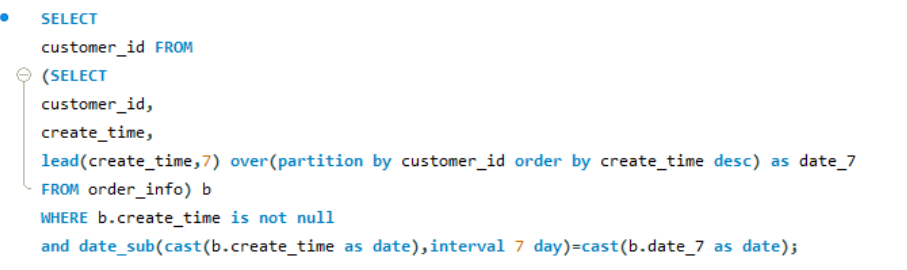 SELECT
customer_id FROM
(SELECT
customer_id,
create_time,
lead(create_time,7) over(partition by customer_id order by create_time desc) as date_7
FROM order_info) b
WHERE b.create_time is not null
and date_sub(cast(b.create_time as date),interval 7 day)=cast(b.date_7 as date);